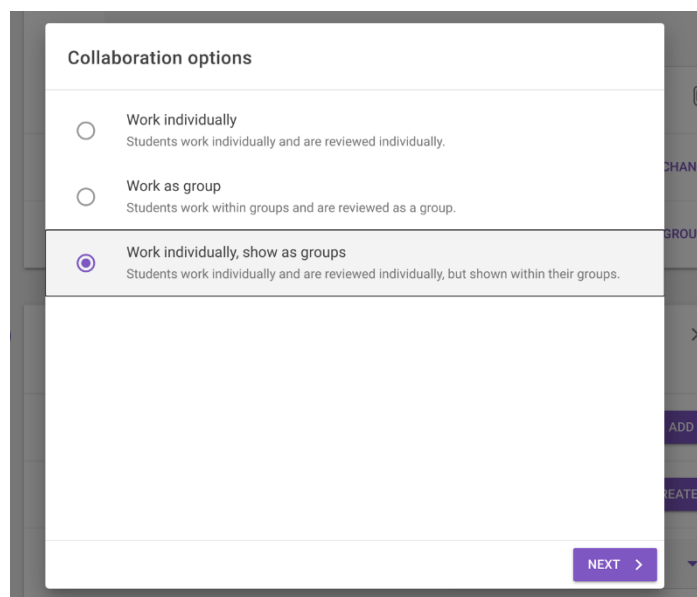 Collaboration options
Work individually
Students work individually and are reviewed individually.
Work as group
Students work within groups and are reviewed as a group.
Work individually, show as groups
Students work individually and are reviewed individually, but shown within their groups.
ADD
NEXT